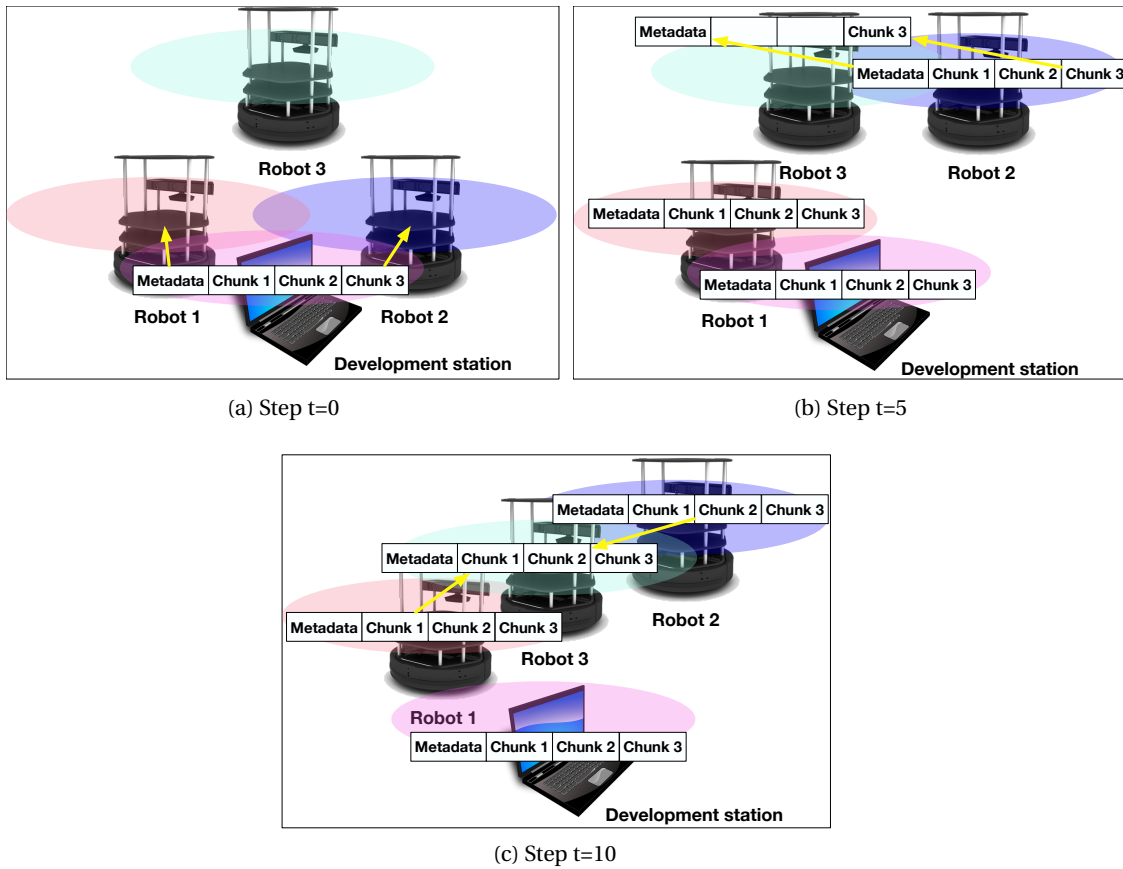 Robot 3
Metadata Chunk 1 Chunk 2 Chunk 3
Robot 1 Robot 2
Development station
(a) Step t=0
Metadata Chunk 3
Metadata Chunk 1 Chunk 2 Chunk 3
Robot 3 Robot 2
Metadata Chunk 1 Chunk 2 Chunk 3
Metadata Chunk 1 Chunk 2 Chunk 3
Robot 1
Development station
(b) Step t=5
Metadata Chunk 1 Chunk 2 Chunk 3
Metadata Chunk 1 Chunk 2 Chunk 3
Metadata Chunk 1 Chunk 2 Chunk 3
Robot 2
Robot 3
Robot 1
Metadata Chunk 1 Chunk 2 Chunk 3
Development station
(c) Step t=10